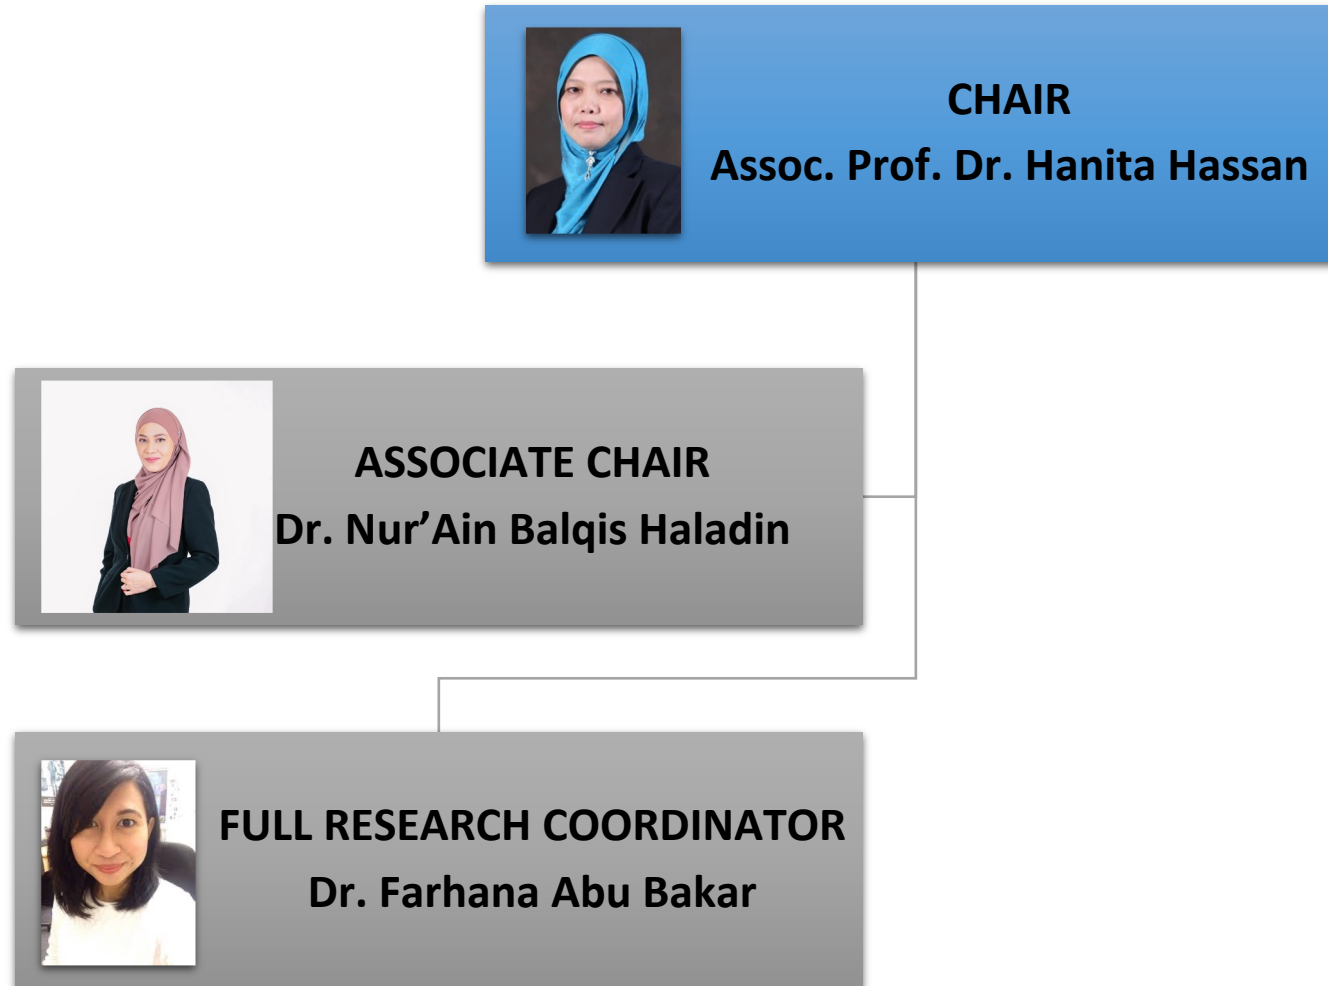 CHAIR
Assoc. Prof. Dr. Hanita Hassan
ASSOCIATE CHAIR
Dr. Nur’Ain Balqis Haladin
FULL RESEARCH COORDINATOR
Dr. Farhana Abu Bakar